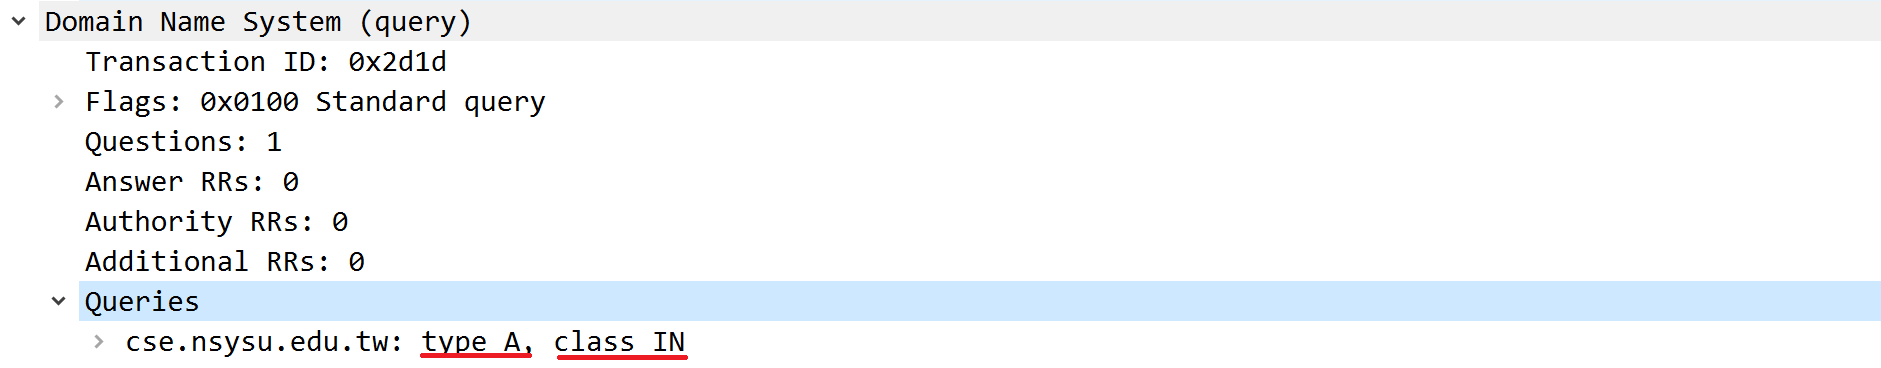 Domain Name System (query)
Transaction ID: 0x2d1d
Flags: 0x0100 Standard query
Questions: 1
Answer RRs: 0
Authority RRs: 0
Additional RRs: 0
Queries
cse.nsysu.edu.tw: type A, class IN